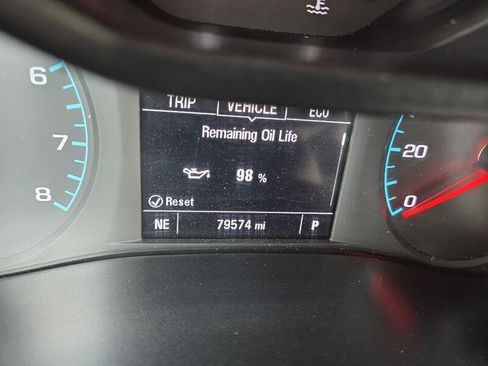 F
6
7
8
TRIP VEHICLE ECO
Remaining Oil Life
98 %
Reset
NE 79574 mi P
20
0